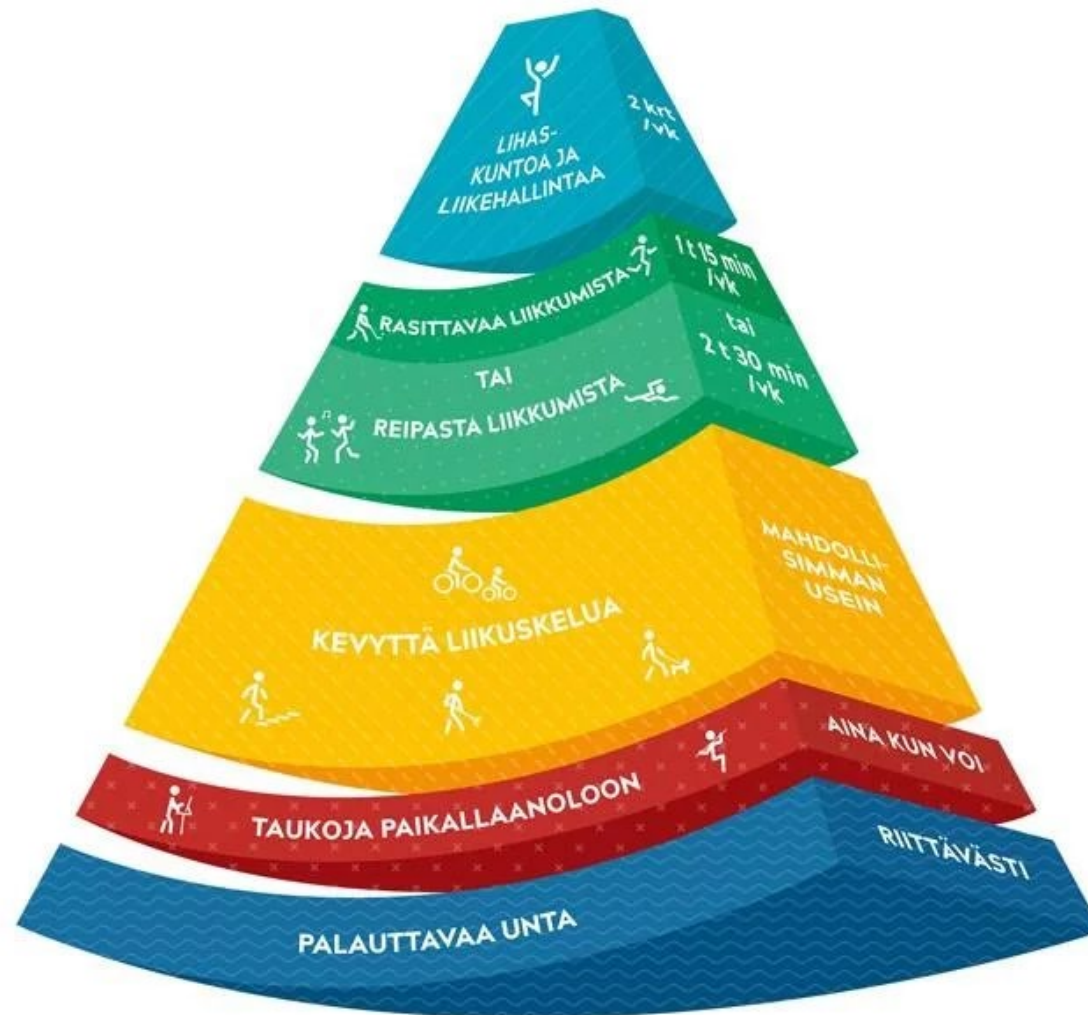 LIHAS-
KUNTOA JA
LIIKEHALLINTAA
2 krt
/vk
RASITTAVAA LIIKKUMISTA
1 t 15 min
/vk
TAI
tai
REIPASTA LIIKKUMISTA
2 t 30 min
/vk
KEVYTTÄ LIIKUSKELUA
MAHDOLLI-
SIMMAN
USEIN
TAUKOJA PAIKALLAANOLOON
AINA KUN VOI
PALAUTTAVAA UNTA
RIITTÄVÄSTI